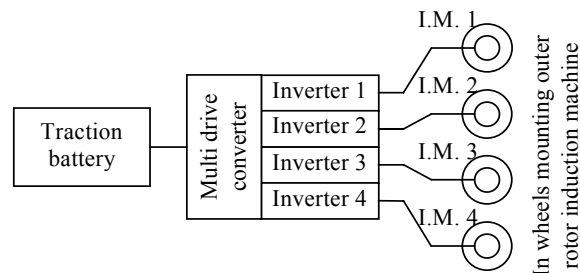 Traction
battery
Multi drive
converter
Inverter 1
Inverter 2
Inverter 3
Inverter 4
I.M. 1
I.M. 2
I.M. 3
I.M. 4
In wheels mounting outer
rotor induction machine